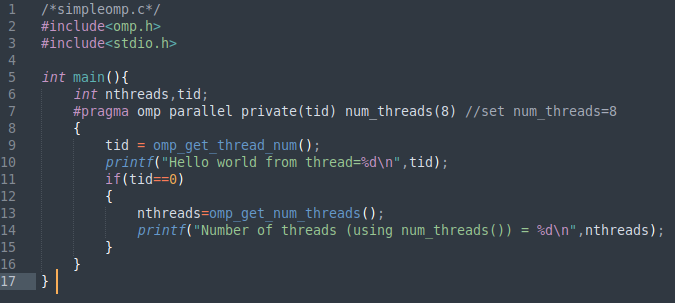 1 /*simpleomp.c*/
2 #include<omp.h>
3 #include<stdio.h>
4
5 int main(){
6 int nthreads,tid;
7 #pragma omp parallel private(tid) num_threads(8) //set num_threads=8
8 {
9 tid = omp_get_thread_num();
10 printf("Hello world from thread=%d\n",tid);
11 if(tid==0)
12 {
13 nthreads=omp_get_num_threads();
14 printf("Number of threads (using num_threads()) = %d\n",nthreads);
15 }
16 }
17 }